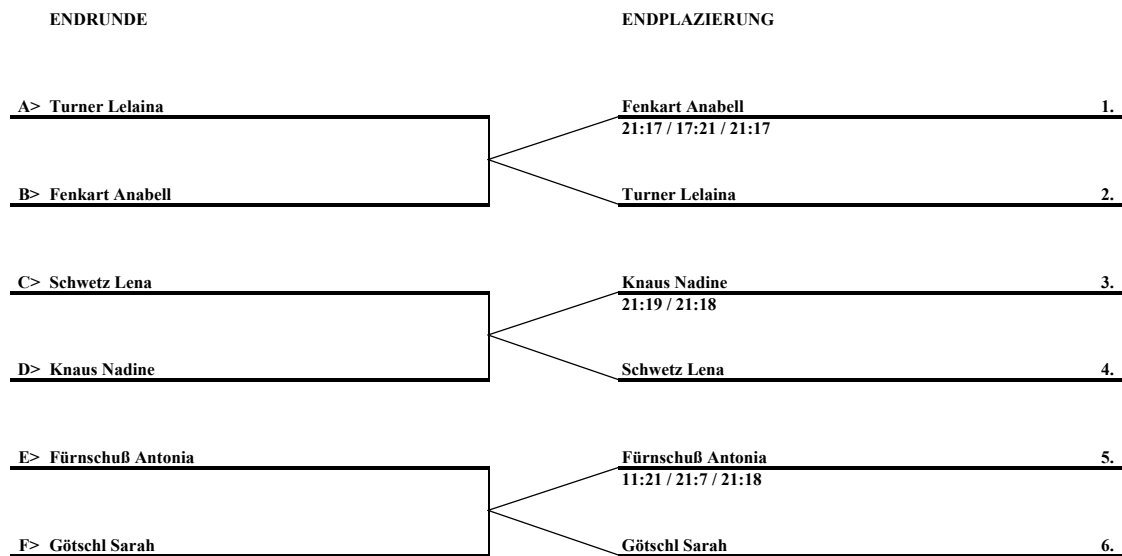 ENDRUNDE ENDPLAZIERUNG
A> Turner Lelaina Fenkart Anabell 1.
21:17 / 17:21 / 21:17
B> Fenkart Anabell Turner Lelaina 2.
C> Schwetz Lena Knaus Nadine 3.
21:19 / 21:18
D> Knaus Nadine Schwetz Lena 4.
E> Fürnschuß Antonia Fürnschuß Antonia 5.
11:21 / 21:7 / 21:18
F> Götschl Sarah Götschl Sarah 6.